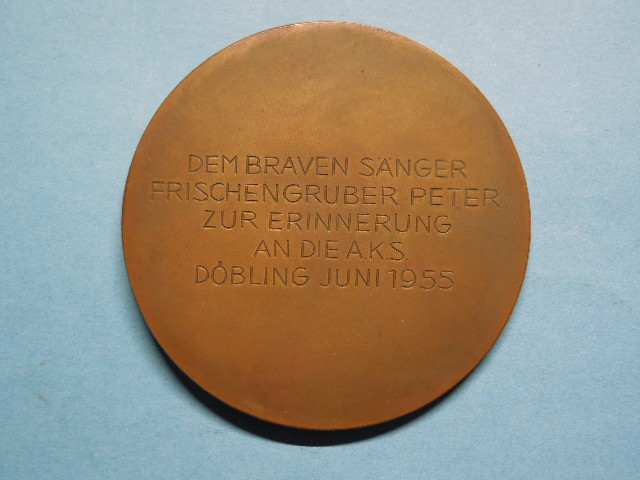 DEM BRAVEN SÄNGER
FRISCHENGRUBER PETER
ZUR ERINNERUNG
AN DIE A.K.S.
DÖBLING JUNI 1955